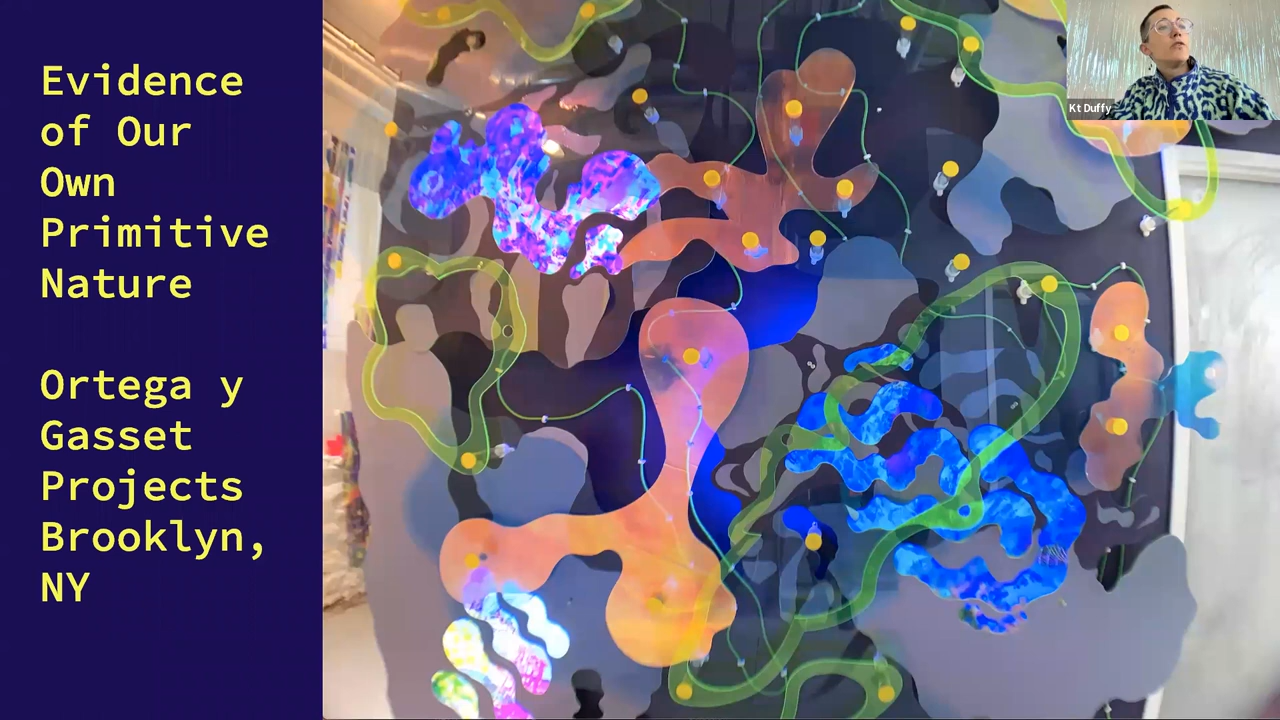 Evidence
of Our
Own
Primitive
Nature
Ortega y
Gasset
Projects
Brooklyn,
NY
Kt Duffy